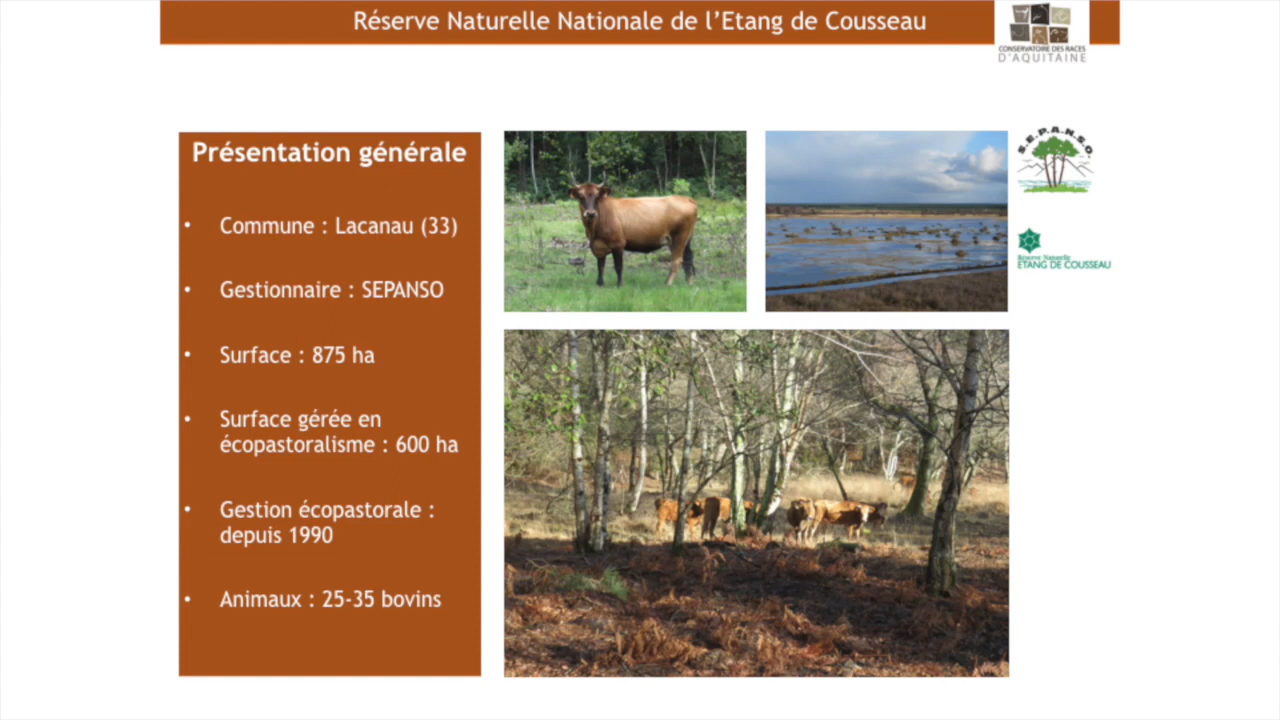 Réserve Naturelle Nationale de l’Etang de Cousseau
CONSERVATOIRE DES RACES
D'AQUITAINE
Présentation générale
• Commune : Lacanau (33)
• Gestionnaire : SEPANSO
• Surface : 875 ha
• Surface gérée en
écopastoralisme : 600 ha
• Gestion écopastorale :
depuis 1990
• Animaux : 25-35 bovins
S.E.P.A.N.S.O.
Réserve Naturelle
ETANG DE COUSSEAU